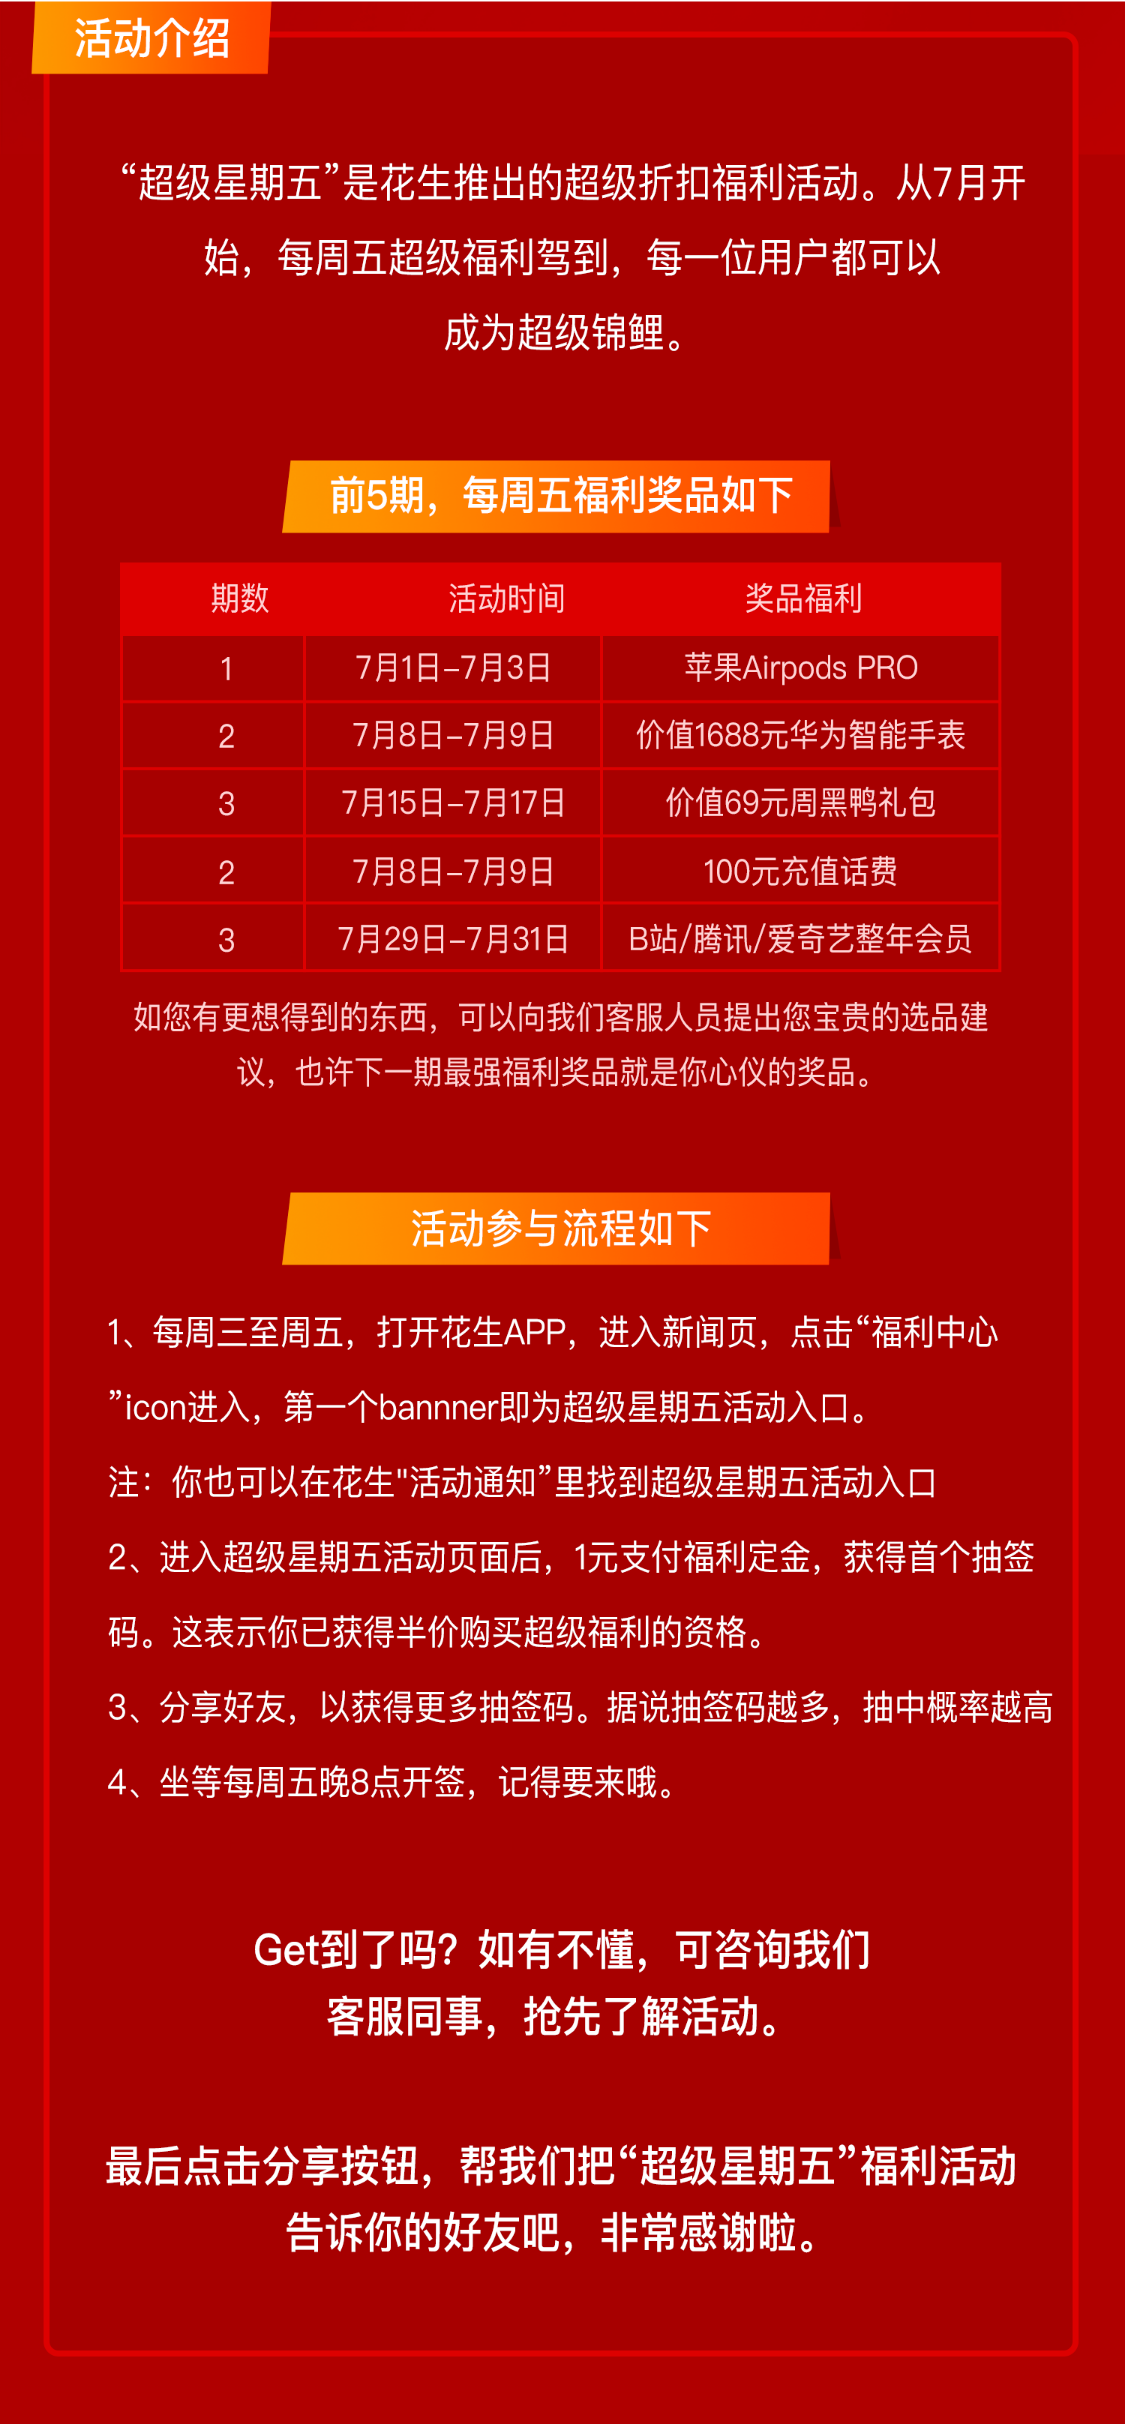 活动介绍
“超级星期五”是花生推出的超级折扣福利活动。从7月开
始，每周五超级福利驾到，每一位用户都可以
成为超级锦鲤。
前5期，每周五福利奖品如下
期数 活动时间 奖品福利
1 7月1日-7月3日 苹果Airpods PRO
2 7月8日-7月9日 价值1688元华为智能手表
3 7月15日-7月17日 价值69元周黑鸭礼包
2 7月8日-7月9日 100元充值话费
3 7月29日-7月31日 B站/腾讯/爱奇艺整年会员
如您有更想得到的东西，可以向我们客服人员提出您宝贵的选品建
议，也许下一期最强福利奖品就是你心仪的奖品。
活动参与流程如下
1、每周三至周五，打开花生APP，进入新闻页，点击“福利中心
”icon进入，第一个bannner即为超级星期五活动入口。
注：你也可以在花生"活动通知”里找到超级星期五活动入口
2、进入超级星期五活动页面后，1元支付福利定金，获得首个抽签
码。这表示你已获得半价购买超级福利的资格。
3、分享好友，以获得更多抽签码。据说抽签码越多，抽中概率越高
4、坐等每周五晚8点开签，记得要来哦。
Get到了吗？如有不懂，可咨询我们
客服同事，抢先了解活动。
最后点击分享按钮，帮我们把“超级星期五”福利活动
告诉你的好友吧，非常感谢啦。